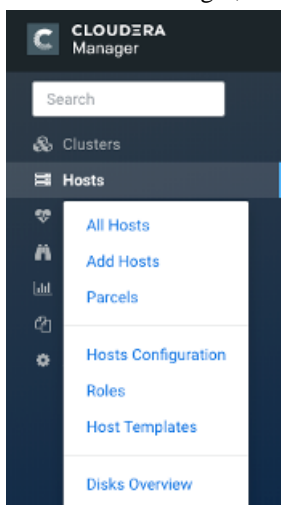 C CLOUDERA
Manager
Search
Clusters
Hosts
All Hosts
Add Hosts
Parcels
Hosts Configuration
Roles
Host Templates
Disks Overview